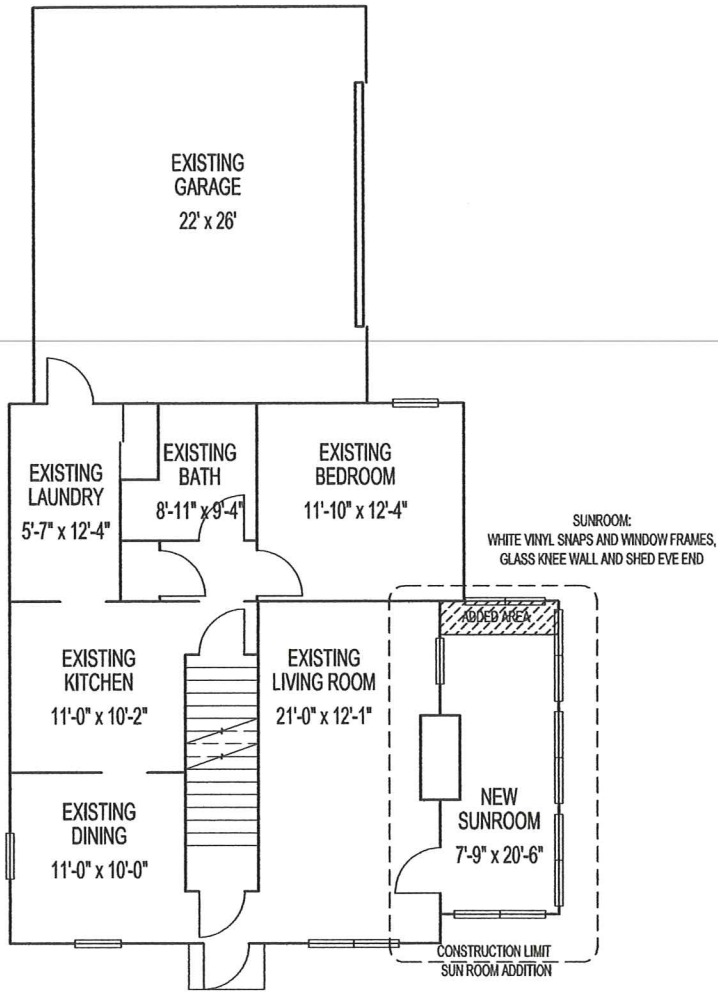 EXISTING
GARAGE
22' x 26'
EXISTING
LAUNDRY
5'-7" x 12'-4"
EXISTING
BATH
8'-11" x 9'-4"
EXISTING
BEDROOM
11'-10" x 12'-4"
SUNROOM:
WHITE VINYL SNAPS AND WINDOW FRAMES,
GLASS KNEE WALL AND SHED EVE END
ADDED AREA
EXISTING
KITCHEN
11'-0" x 10'-2"
EXISTING
LIVING ROOM
21'-0" x 12'-1"
EXISTING
DINING
11'-0" x 10'-0"
NEW
SUNROOM
7'-9" x 20'-6"
CONSTRUCTION LIMIT
SUN ROOM ADDITION